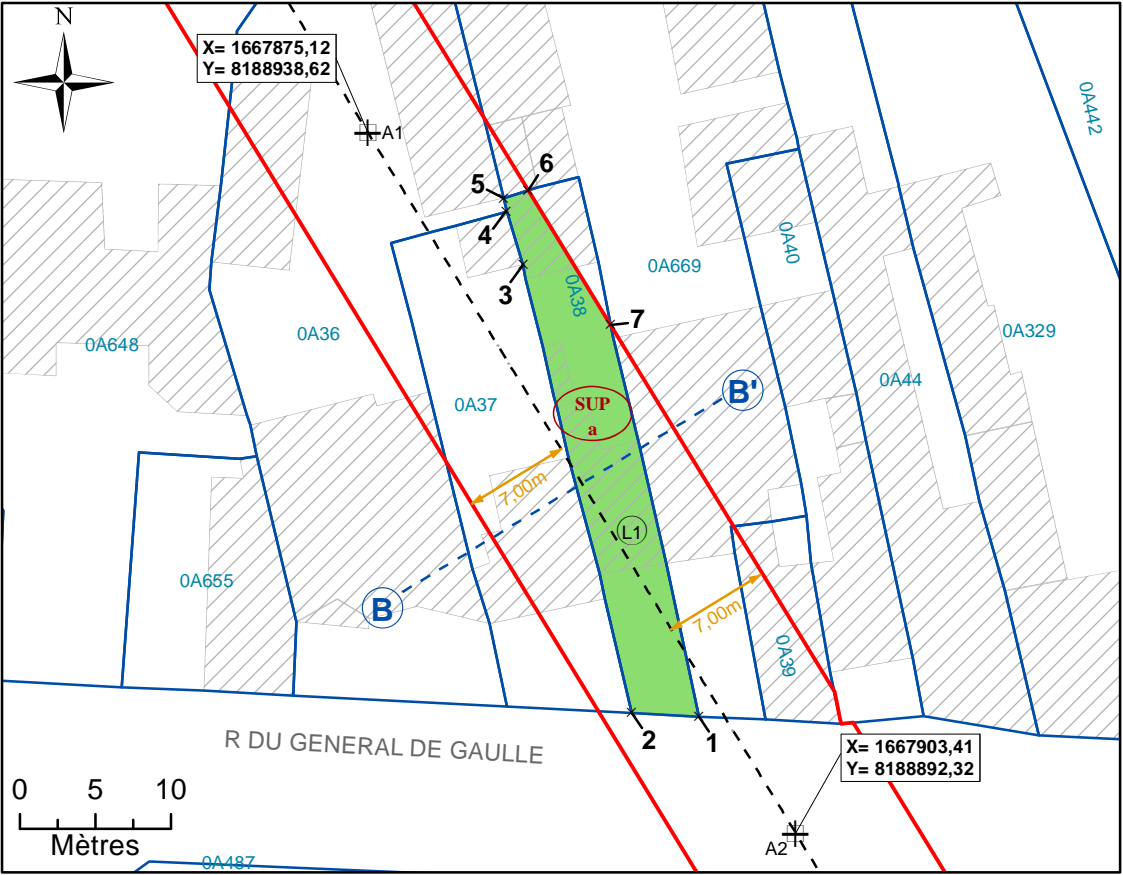 N
X= 1667875,12
Y= 8188938,62
A1
0A442
5
6
4
0A40
3
0A38
0A669
7
0A648
0A36
0A329
0A44
B'
0A37
SUP
a
7,00m
L1
0A655
B
7,00m
0A39
2
1
R DU GENERAL DE GAULLE
X= 1667903,41
Y= 8188892,32
0 5 10
Mètres
A2
0A487